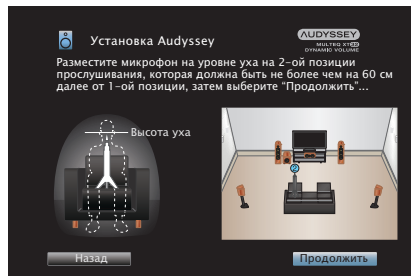 Установка Audyssey
AUDYSSEY
MULTEQ XT32
DYNAMIC VOLUME
Разместите микрофон на уровне уха на 2-ой позиции
прослушивания, которая должна быть не более чем на 60 см
далее от 1-ой позиции, затем выберите "Продолжить"...
Высота уха
2
Назад
Продолжить